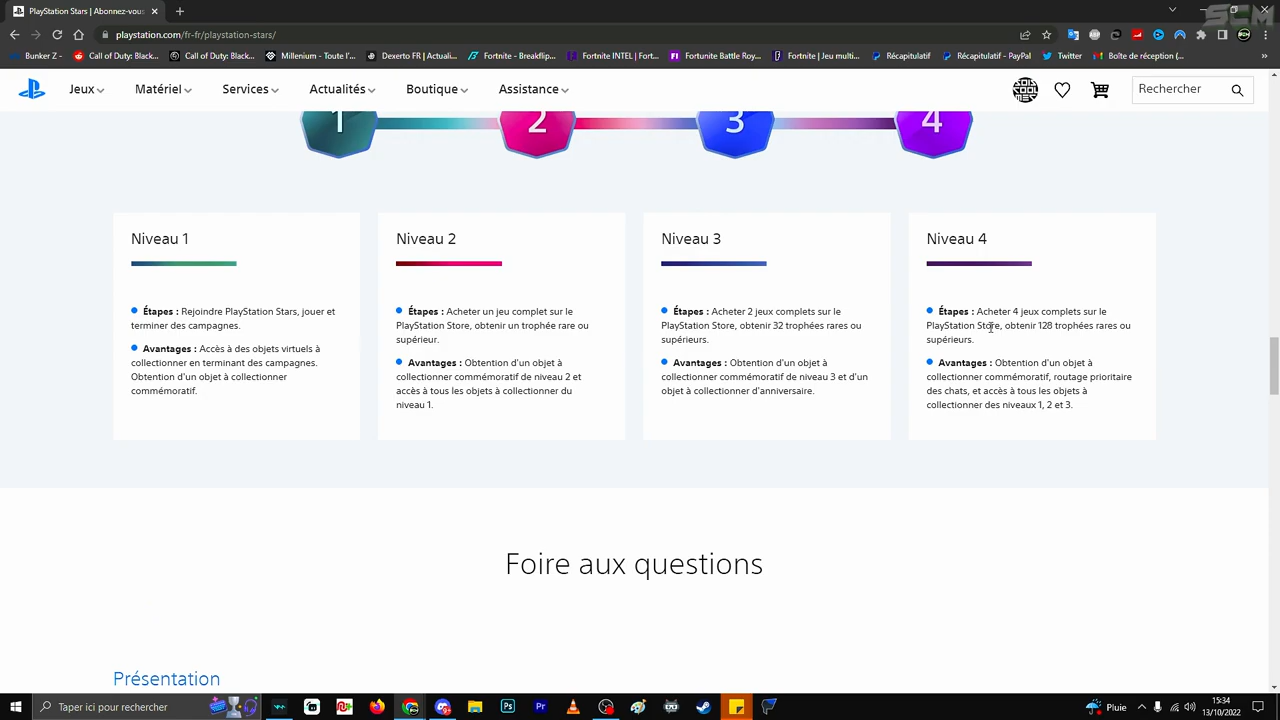 SCM
PlayStation Stars | Abonnez-vous
playstation.com/fr-fr/playstation-stars/
Bunker Z - Call of Duty: Black... Call of Duty: Black... Millenium - Toute l'... Dexerto FR | Actuali... Fortnite - Breakflip... Fortnite INTEL | Fort... Fortunite Battle Roy... Fortnite | Jeu multi... Récapitulatif Récapitulatif - PayPal Twitter Boîte de réception (...
Jeux Matériel Services Actualités Boutique Assistance Rechercher
1 2 3 4
Niveau 1
Étapes : Rejoindre PlayStation Stars, jouer et
terminer des campagnes.
Avantages : Accès à des objets virtuels à
collectionner en terminant des campagnes.
Obtention d'un objet à collectionner
commémoratif.
Niveau 2
Étapes : Acheter un jeu complet sur le
PlayStation Store, obtenir un trophée rare ou
supérieur.
Avantages : Obtention d'un objet à
collectionner commémoratif de niveau 2 et
accès à tous les objets à collectionner du
niveau 1.
Niveau 3
Étapes : Acheter 2 jeux complets sur le
PlayStation Store, obtenir 32 trophées rares ou
supérieurs.
Avantages : Obtention d'un objet à
collectionner commémoratif de niveau 3 et d'un
objet à collectionner d'anniversaire.
Niveau 4
Étapes : Acheter 4 jeux complets sur le
PlayStation Store, obtenir 128 trophées rares ou
supérieurs.
Avantages : Obtention d'un objet à
collectionner commémoratif, routage prioritaire
des chats, et accès à tous les objets à
collectionner des niveaux 1, 2 et 3.
Foire aux questions
Présentation
Taper ici pour rechercher
Ps
Pr
Pluie
15:34
13/10/2022